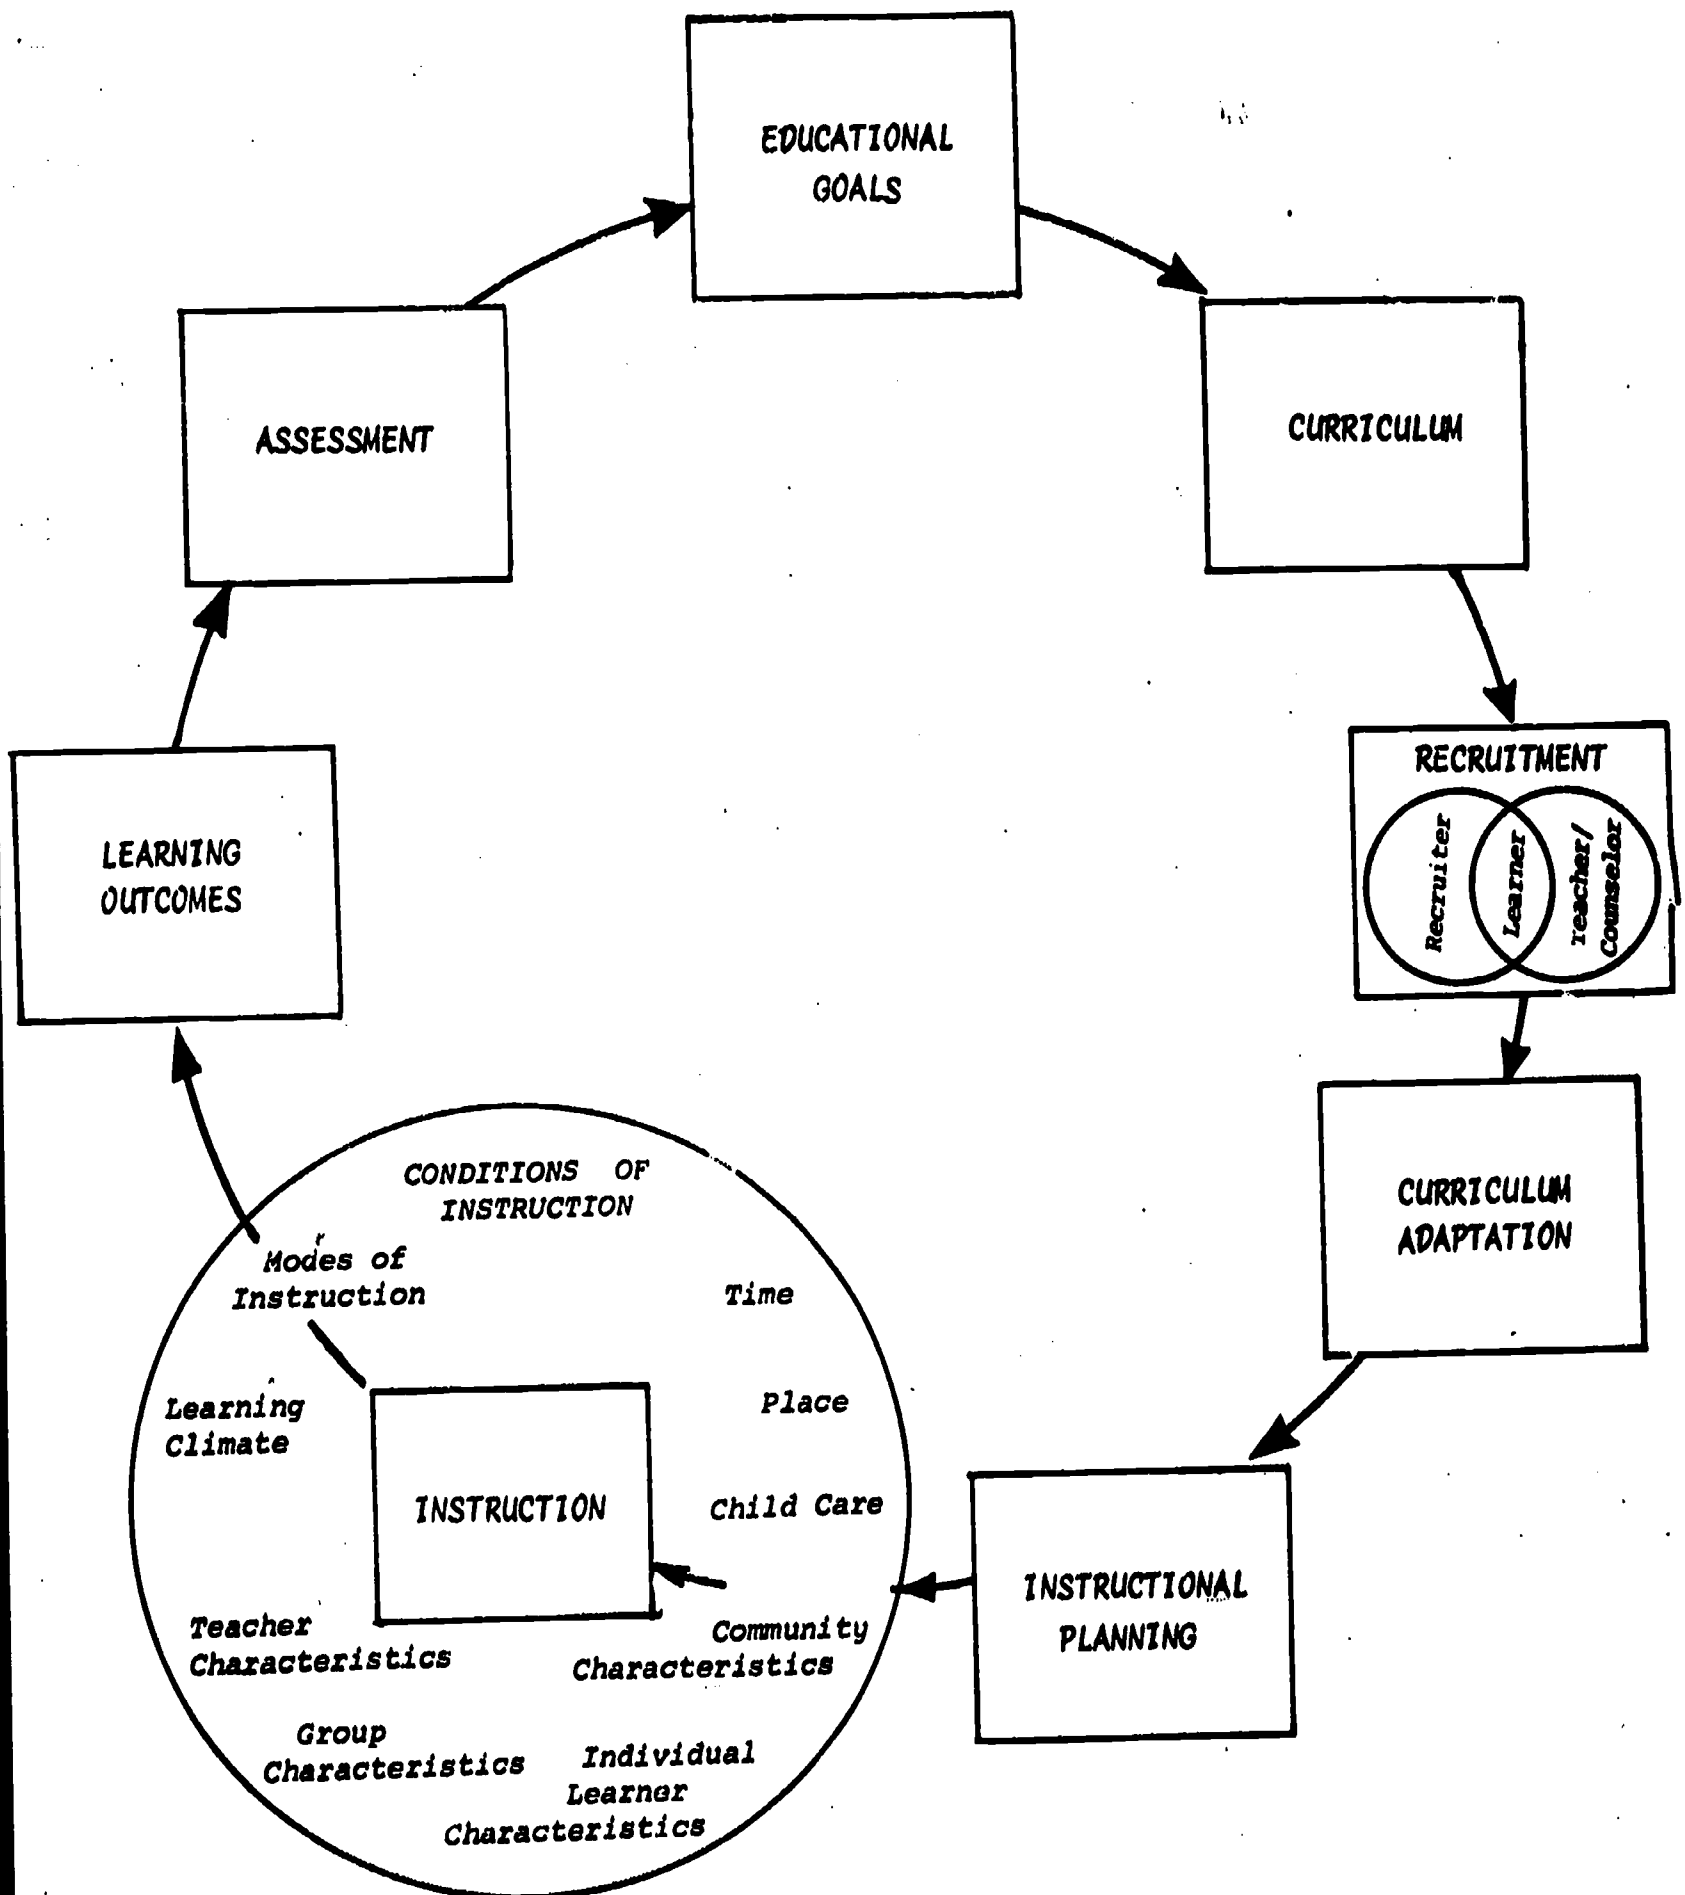 EDUCATIONAL
GOALS
ASSESSMENT
CURRICULUM
RECRUITMENT
Recruiter
Learner
Teacher/
Counselor
LEARNING
OUTCOMES
CURRICULUM
ADAPTATION
CONDITIONS OF
INSTRUCTION
Modes of
Instruction
Time
Learning
Climate
Place
INSTRUCTION
Child Care
INSTRUCTIONAL
PLANNING
Teacher
Characteristics
Community
Characteristics
Group
Characteristics
Individual
Learner
Characteristics